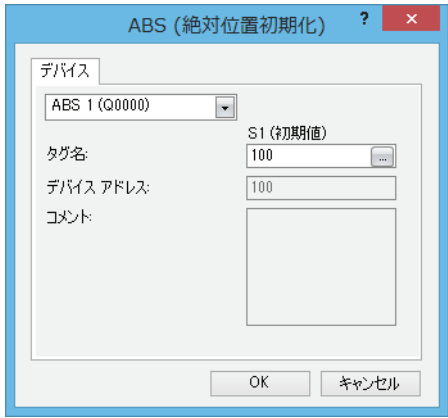 ABS (絶対位置初期化)
?
×
デバイス
ABS 1 (Q0000)
S1 (初期値)
タグ名: 100 ...
デバイス アドレス: 100
コメント:
OK キャンセル